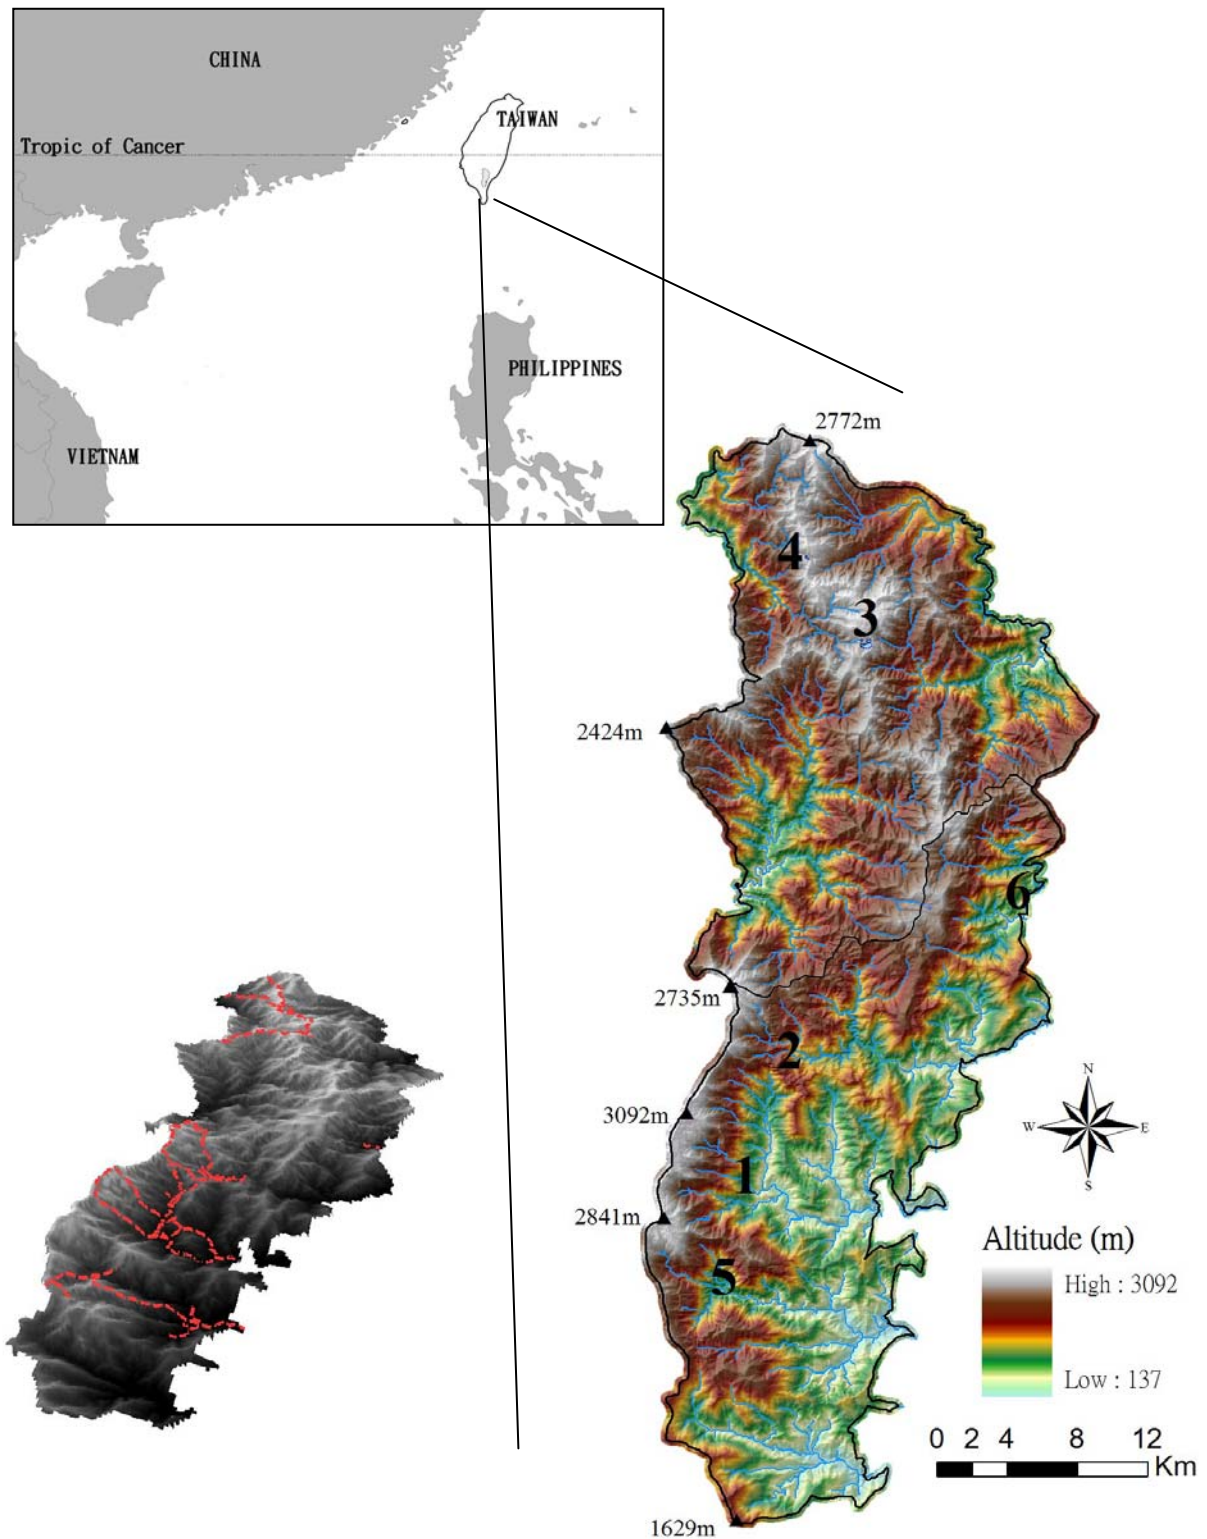 CHINA
TAIWAN
Tropic of Cancer
PHILIPPINES
VIETNAM
2772m
4
3
2424m
6
2735m
2
3092m
1
2841m
5
1629m
N
W
E
S
Altitude (m)
High : 3092
Low : 137
0 2 4 8 12
Km